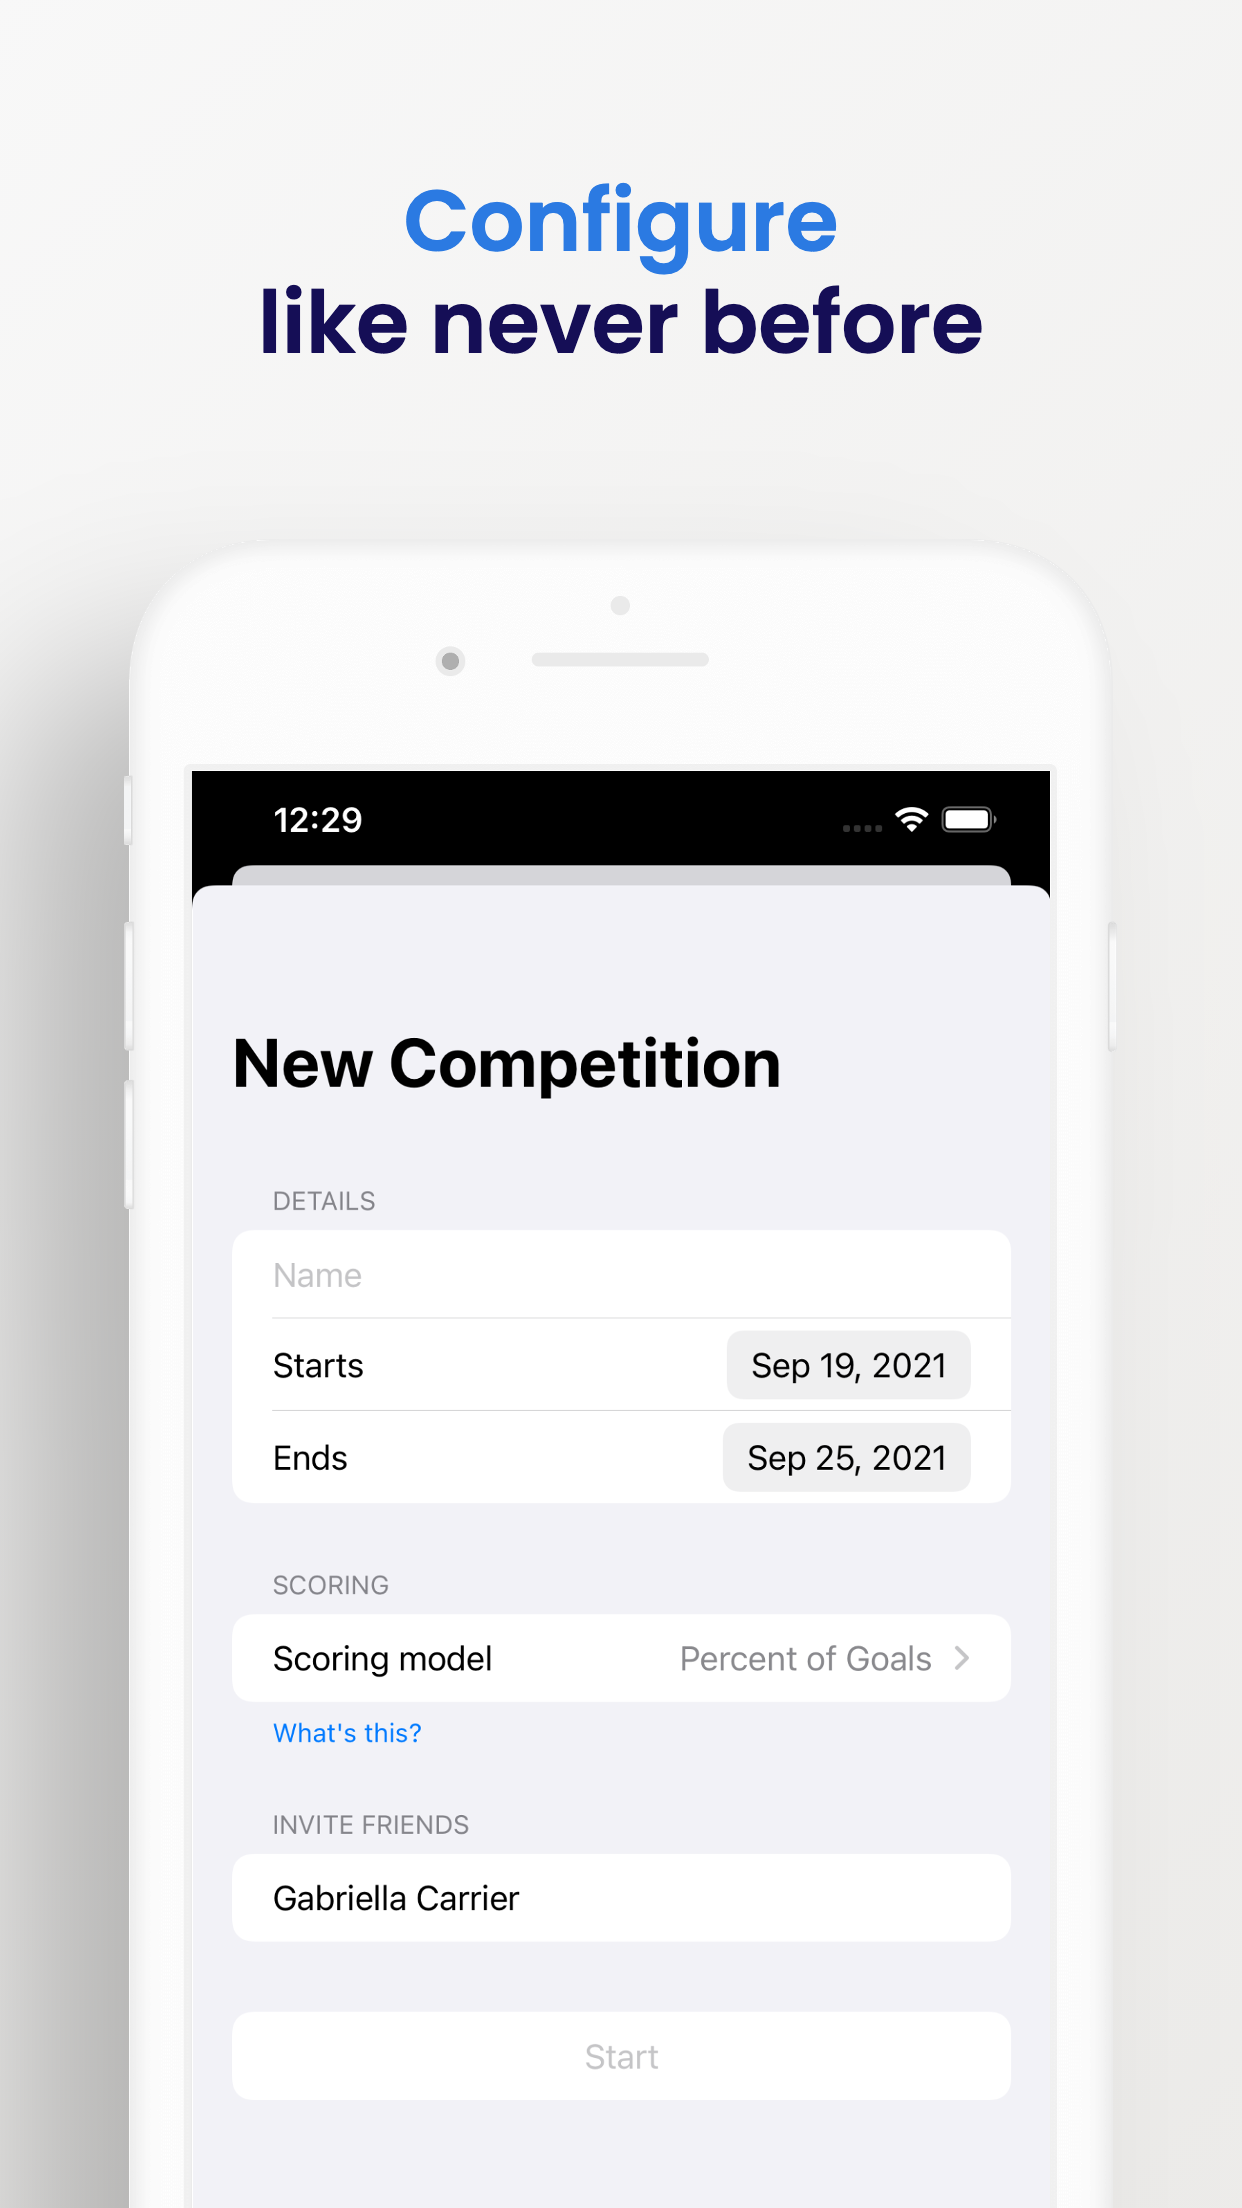 Configure
like never before
12:29
New Competition
DETAILS
Name
Starts Sep 19, 2021
Ends Sep 25, 2021
SCORING
Scoring model Percent of Goals
What's this?
INVITE FRIENDS
Gabriella Carrier
Start